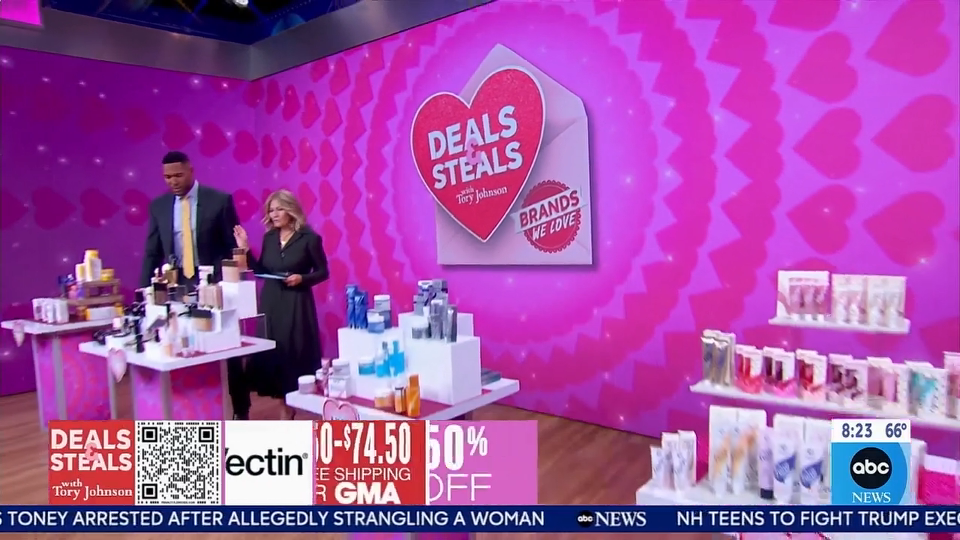 DEALS
&
STEALS
with
Tory Johnson
BRANDS
WE LOVE
DEALS
&
STEALS
with
Tory Johnson
ectin®
0-$74.50
EE SHIPPING
R GMA
50%
OFF
8:23 66°
abc
NEWS
S TONEY ARRESTED AFTER ALLEGEDLY STRANGLING A WOMAN abc NEWS NH TEENS TO FIGHT TRUMP EXEC